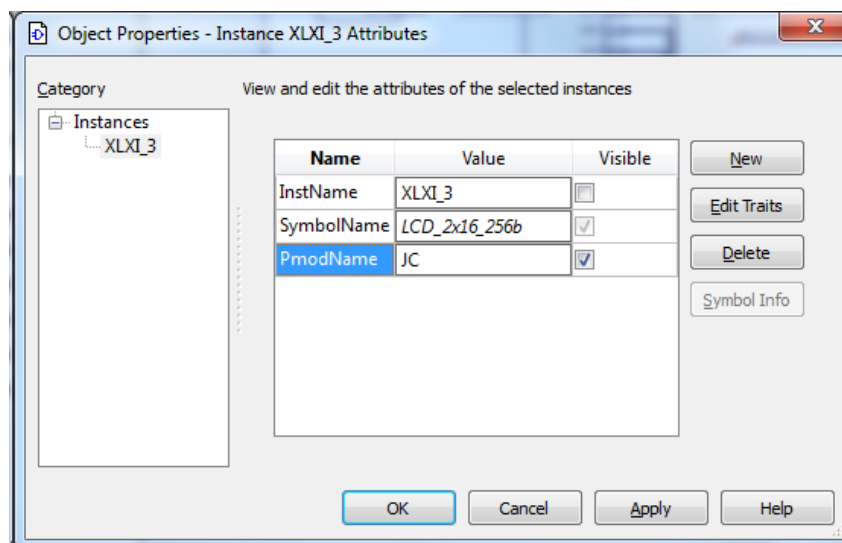 Object Properties - Instance XLXI_3 Attributes
X
Category
View and edit the attributes of the selected instances
Instances
XLXI_3
Name Value Visible
InstName XLXI_3
SymbolName LCD_2x16_256b
PmodName JC
New
Edit Traits
Delete
Symbol Info
OK Cancel Apply Help